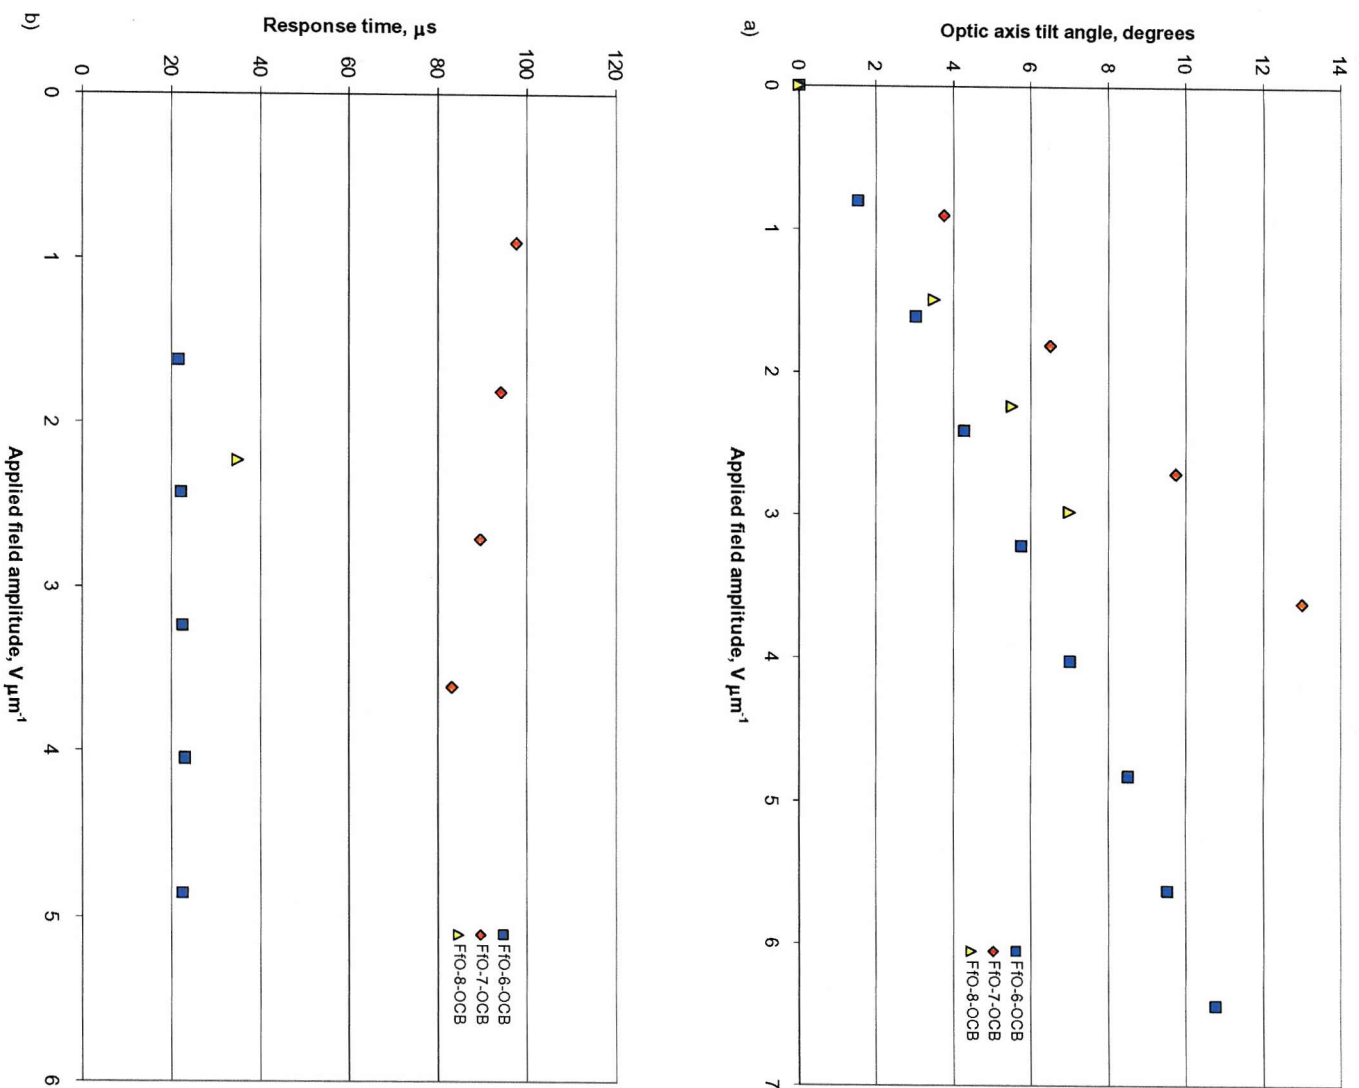 Optic axis tilt angle, degrees
14
12
10
8
6
4
2
0
0
1
2
3
4
5
6
7
Applied field amplitude, V μm-1
FfO-6-OCB
FfO-7-OCB
FfO-8-OCB
a)
Response time, μs
120
100
80
60
40
20
0
0
1
2
3
4
5
6
Applied field amplitude, V μm-1
FfO-6-OCB
FfO-7-OCB
FfO-8-OCB
b)